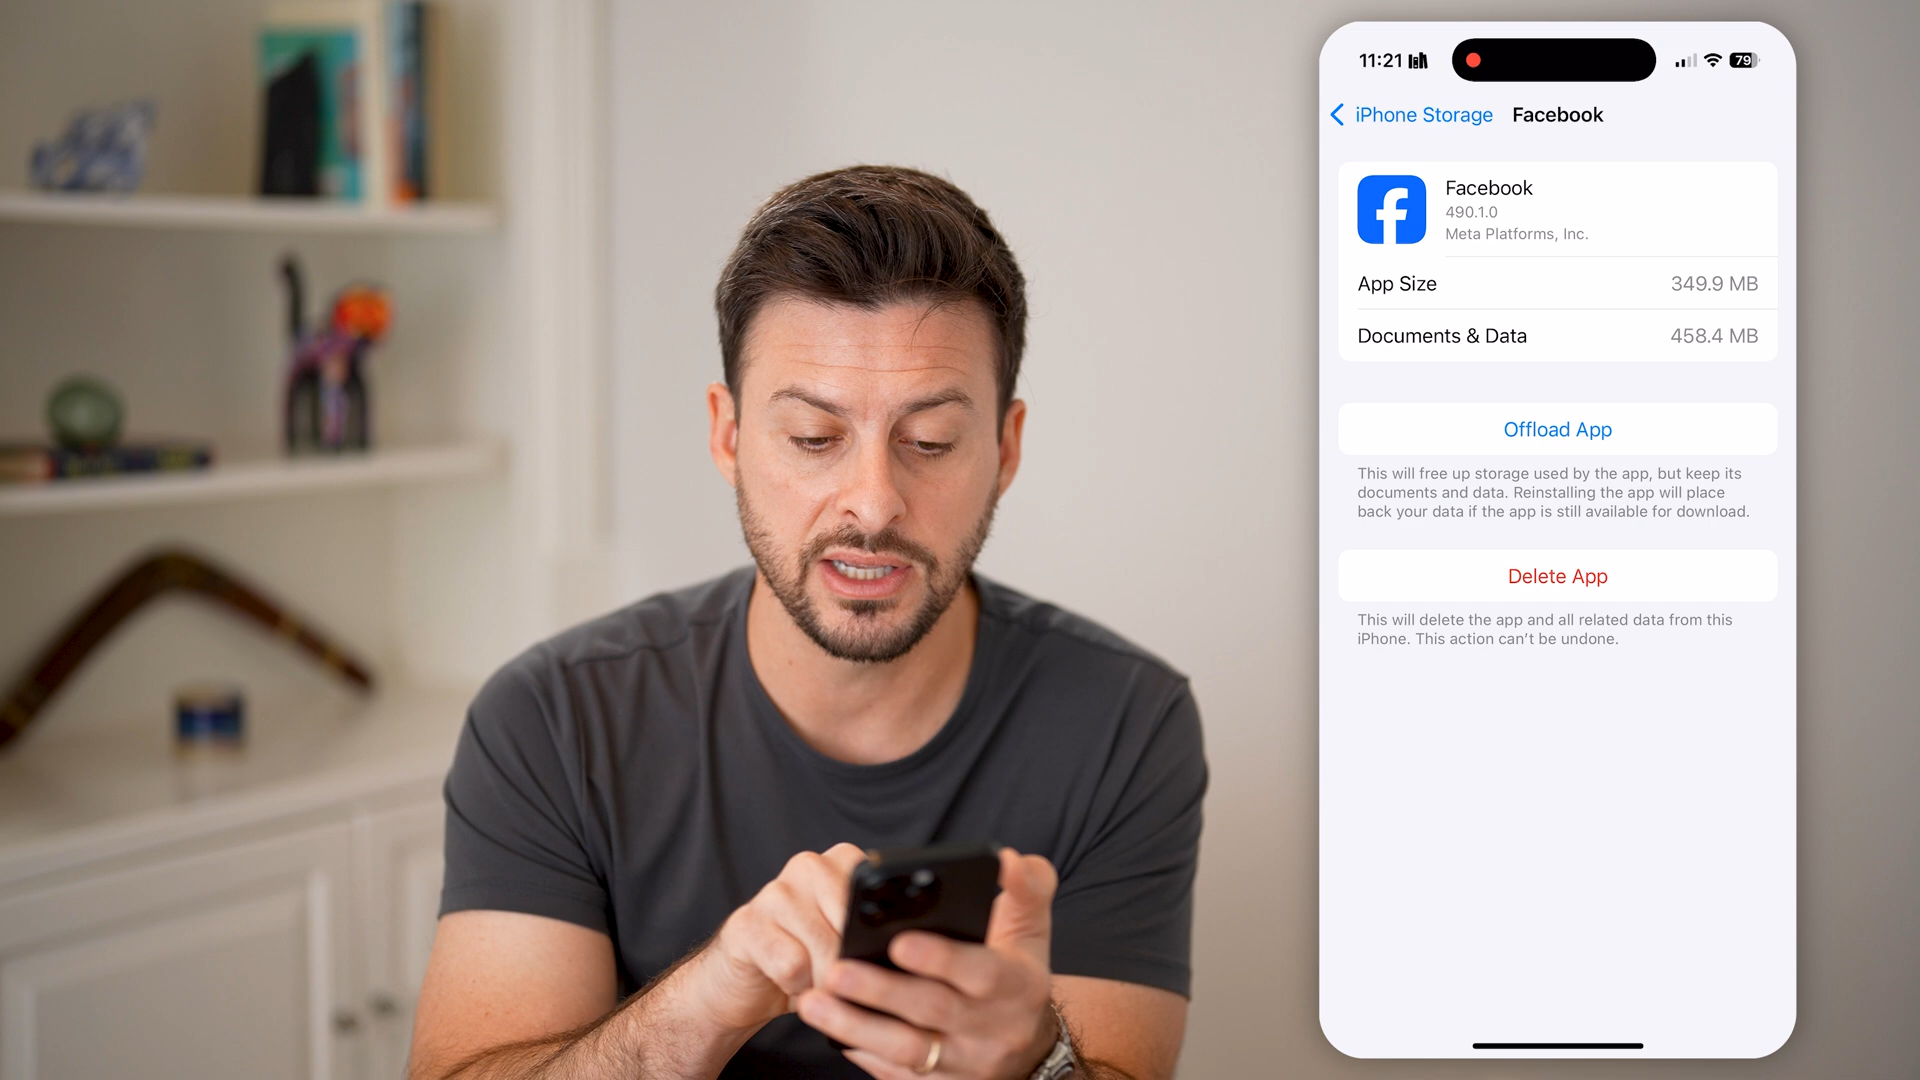 11:21
79
iPhone Storage Facebook
Facebook
490.1.0
Meta Platforms, Inc.
App Size 349.9 MB
Documents & Data 458.4 MB
Offload App
This will free up storage used by the app, but keep its
documents and data. Reinstalling the app will place
back your data if the app is still available for download.
Delete App
This will delete the app and all related data from this
iPhone. This action can’t be undone.